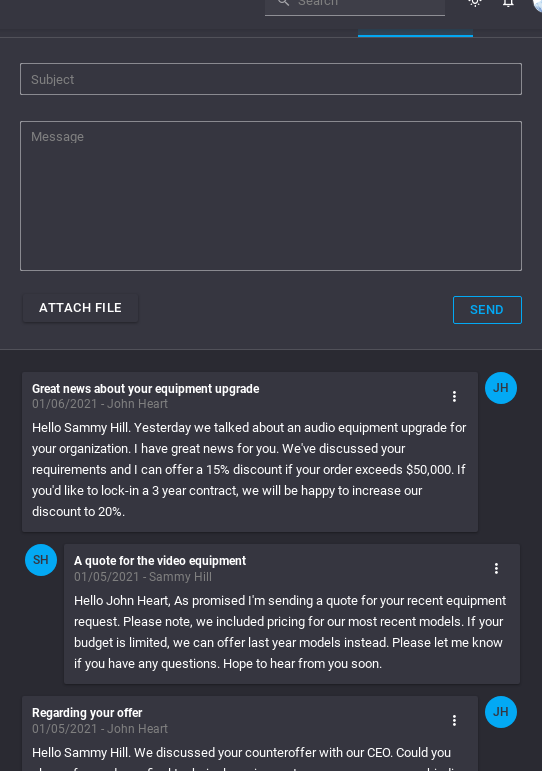 Search
Subject
Message
ATTACH FILE
SEND
Great news about your equipment upgrade
01/06/2021 - John Heart
JH
Hello Sammy Hill. Yesterday we talked about an audio equipment upgrade for
your organization. I have great news for you. We've discussed your
requirements and I can offer a 15% discount if your order exceeds $50,000. If
you'd like to lock-in a 3 year contract, we will be happy to increase our
discount to 20%.
SH
A quote for the video equipment
01/05/2021 - Sammy Hill
Hello John Heart, As promised I'm sending a quote for your recent equipment
request. Please note, we included pricing for our most recent models. If your
budget is limited, we can offer last year models instead. Please let me know
if you have any questions. Hope to hear from you soon.
Regarding your offer
01/05/2021 - John Heart
JH
Hello Sammy Hill. We discussed your counteroffer with our CEO. Could you